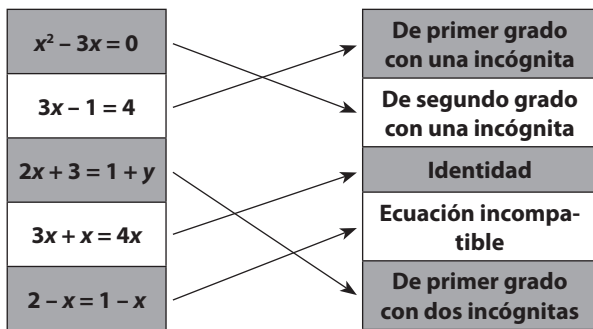 x² – 3x = 0
3x – 1 = 4
2x + 3 = 1 + y
3x + x = 4x
2 – x = 1 – x
De primer grado
con una incógnita
De segundo grado
con una incógnita
Identidad
Ecuación incompa-
tible
De primer grado
con dos incógnitas